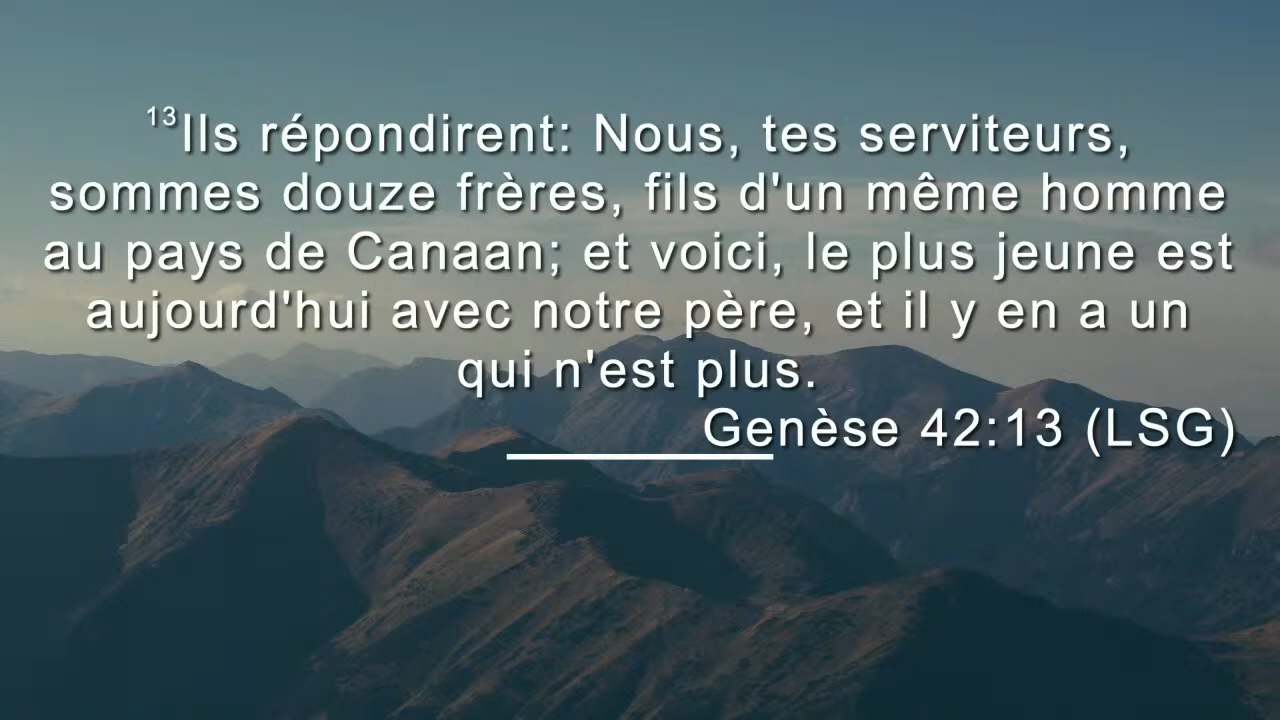 ¹³Ils répondirent: Nous, tes serviteurs,
sommes douze frères, fils d'un même homme
au pays de Canaan; et voici, le plus jeune est
aujourd'hui avec notre père, et il y en a un
qui n'est plus.
Genèse 42:13 (LSG)